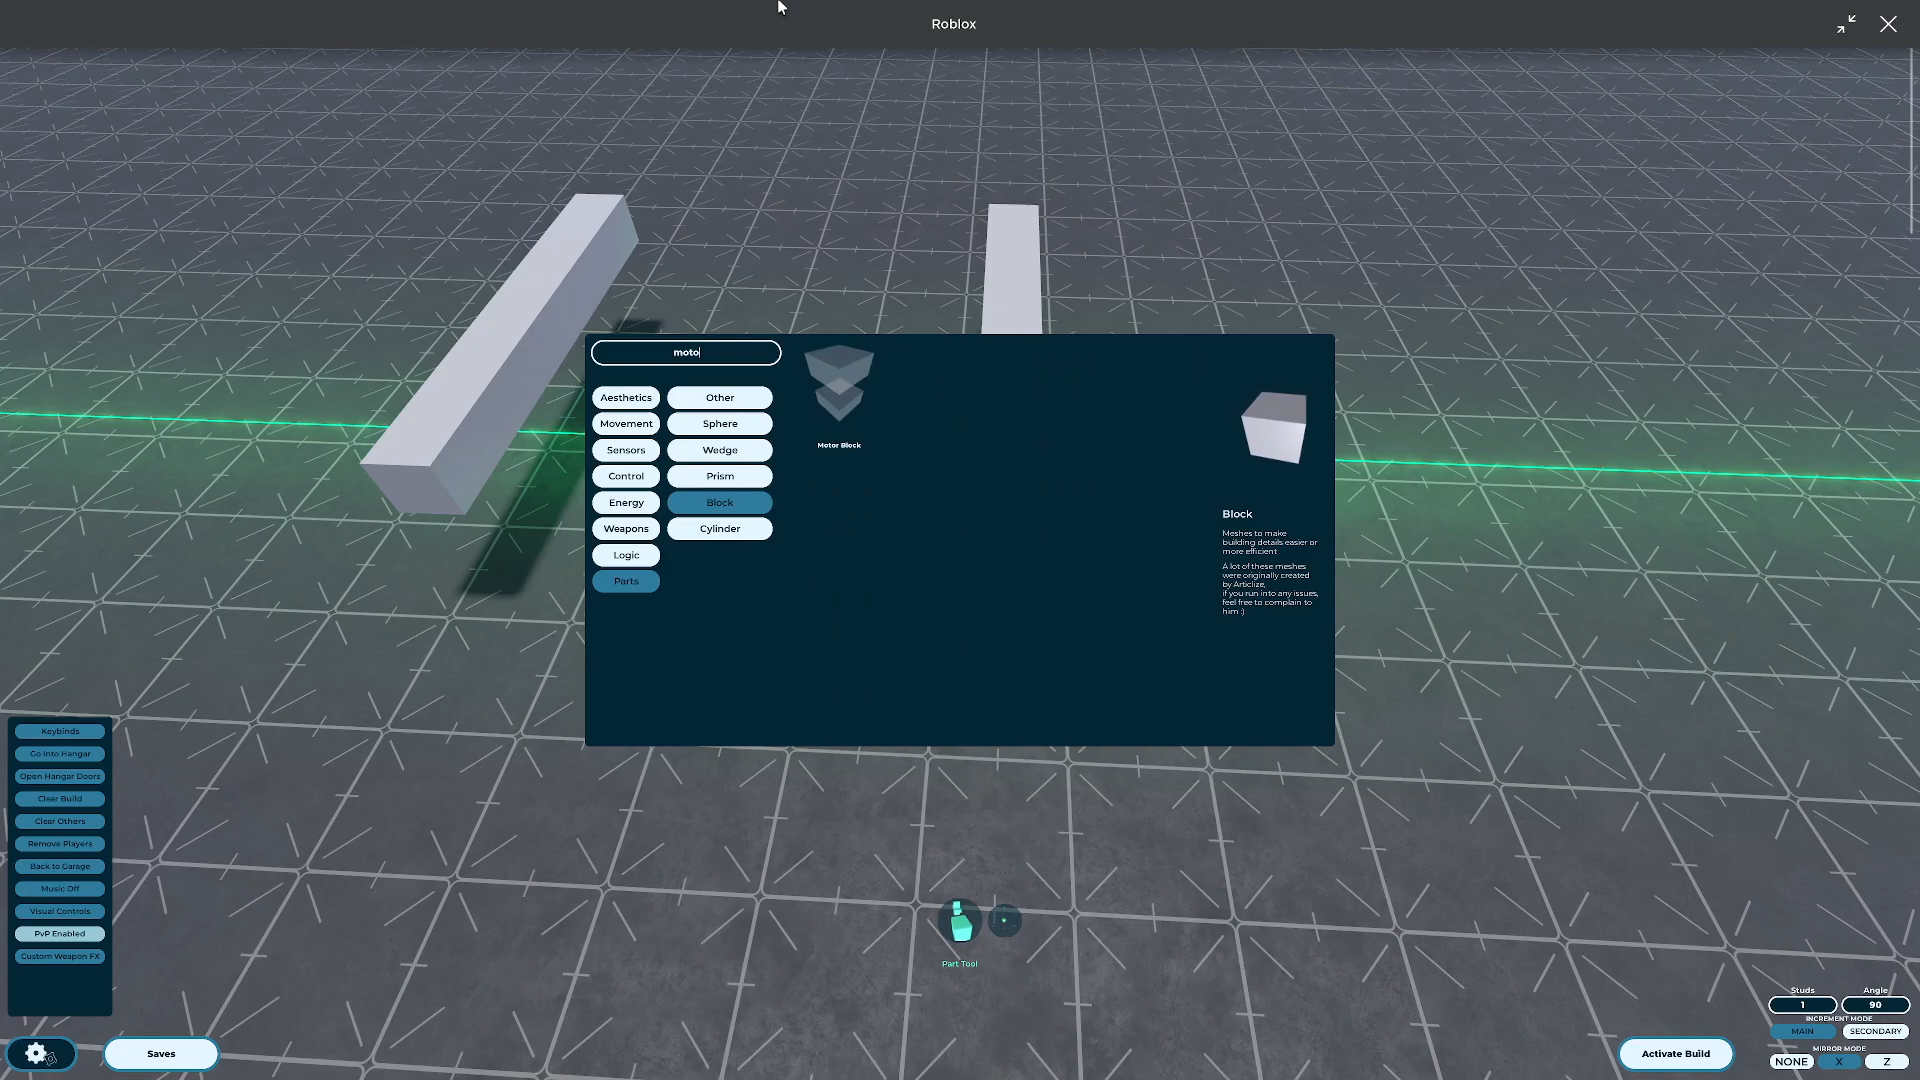 Roblox
moto
Aesthetics
Other
Movement
Sphere
Sensors
Wedge
Control
Prism
Energy
Block
Weapons
Cylinder
Logic
Parts
Motor Block
Block
Meshes to make
building details easier or
more efficient
A lot of these meshes
were originally created
by Articlize,
if you run into any issues,
feel free to complain to
him :)
Keybinds
Go Into Hangar
Open Hangar Doors
Clear Build
Clear Others
Remove Players
Back to Garage
Music Off
Visual Controls
PvP Enabled
Custom Weapon FX
Saves
Part Tool
Activate Build
Studs
Angle
1
90
INCREMENT MODE
MAIN
SECONDARY
MIRROR MODE
NONE
X
Z